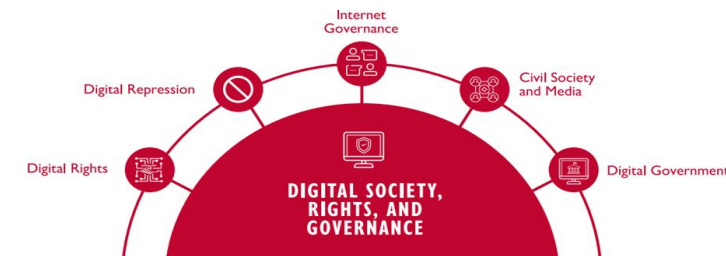 Internet
Governance
Digital Repression
Civil Society
and Media
Digital Rights
Digital Government
DIGITAL SOCIETY,
RIGHTS, AND
GOVERNANCE